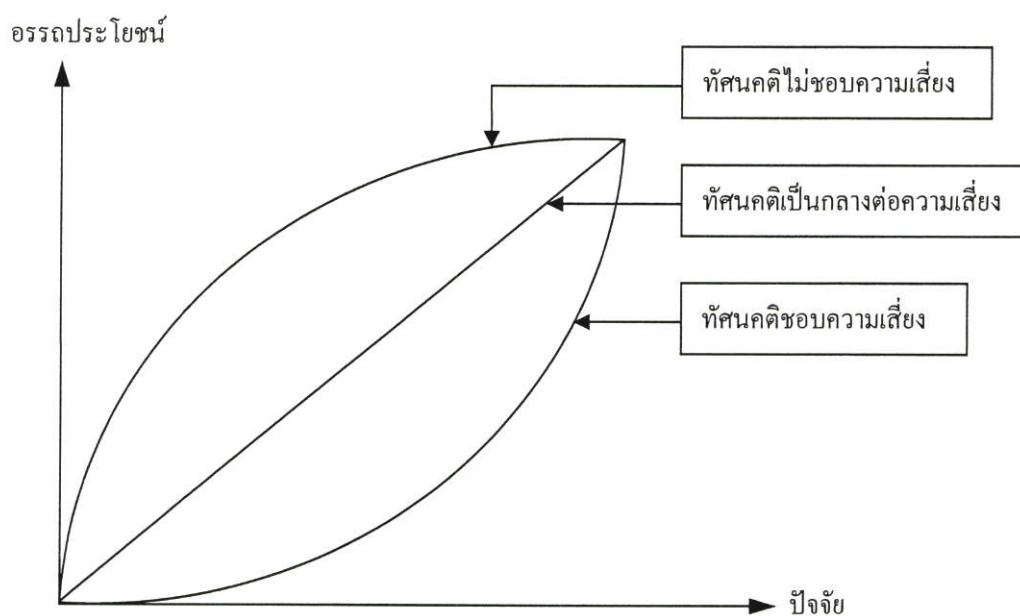 อรรถประโยชน์
ทัศนคติไม่ชอบความเสี่ยง
ทัศนคติเป็นกลางต่อความเสี่ยง
ทัศนคติชอบความเสี่ยง
ปัจจัย